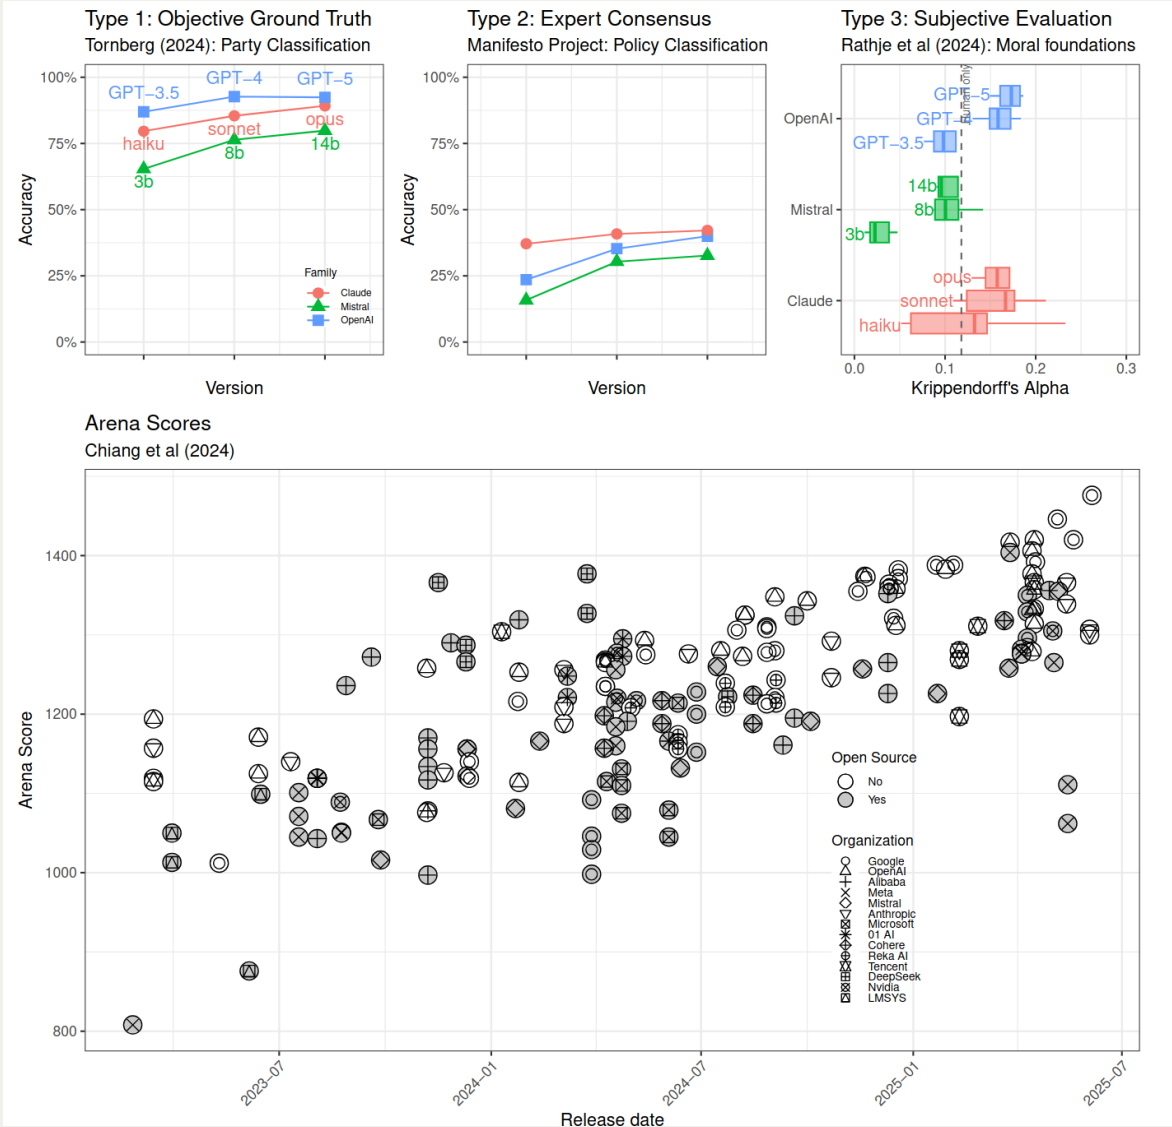 Type 1: Objective Ground Truth
Tornberg (2024): Party Classification
100%
75%
50%
25%
0%
Accuracy
GPT−3.5
GPT−4
GPT−5
haiku
sonnet
opus
3b
8b
14b
Family
Claude
Mistral
OpenAI
Version
Type 2: Expert Consensus
Manifesto Project: Policy Classification
100%
75%
50%
25%
0%
Accuracy
Version
Type 3: Subjective Evaluation
Rathje et al (2024): Moral foundations
human only
OpenAI
GPT−5
GPT−4
GPT−3.5
Mistral
14b
8b
3b
Claude
opus
sonnet
haiku
0.0
0.1
0.2
0.3
Krippendorff's Alpha
Arena Scores
Chiang et al (2024)
1400
1200
1000
800
Arena Score
Open Source
No
Yes
Organization
Google
OpenAI
Alibaba
Meta
Mistral
Anthropic
Microsoft
01 AI
Cohere
Reka AI
Tencent
DeepSeek
Nvidia
LMSYS
2023−07
2024−01
2024−07
2025−01
2025−07
Release date